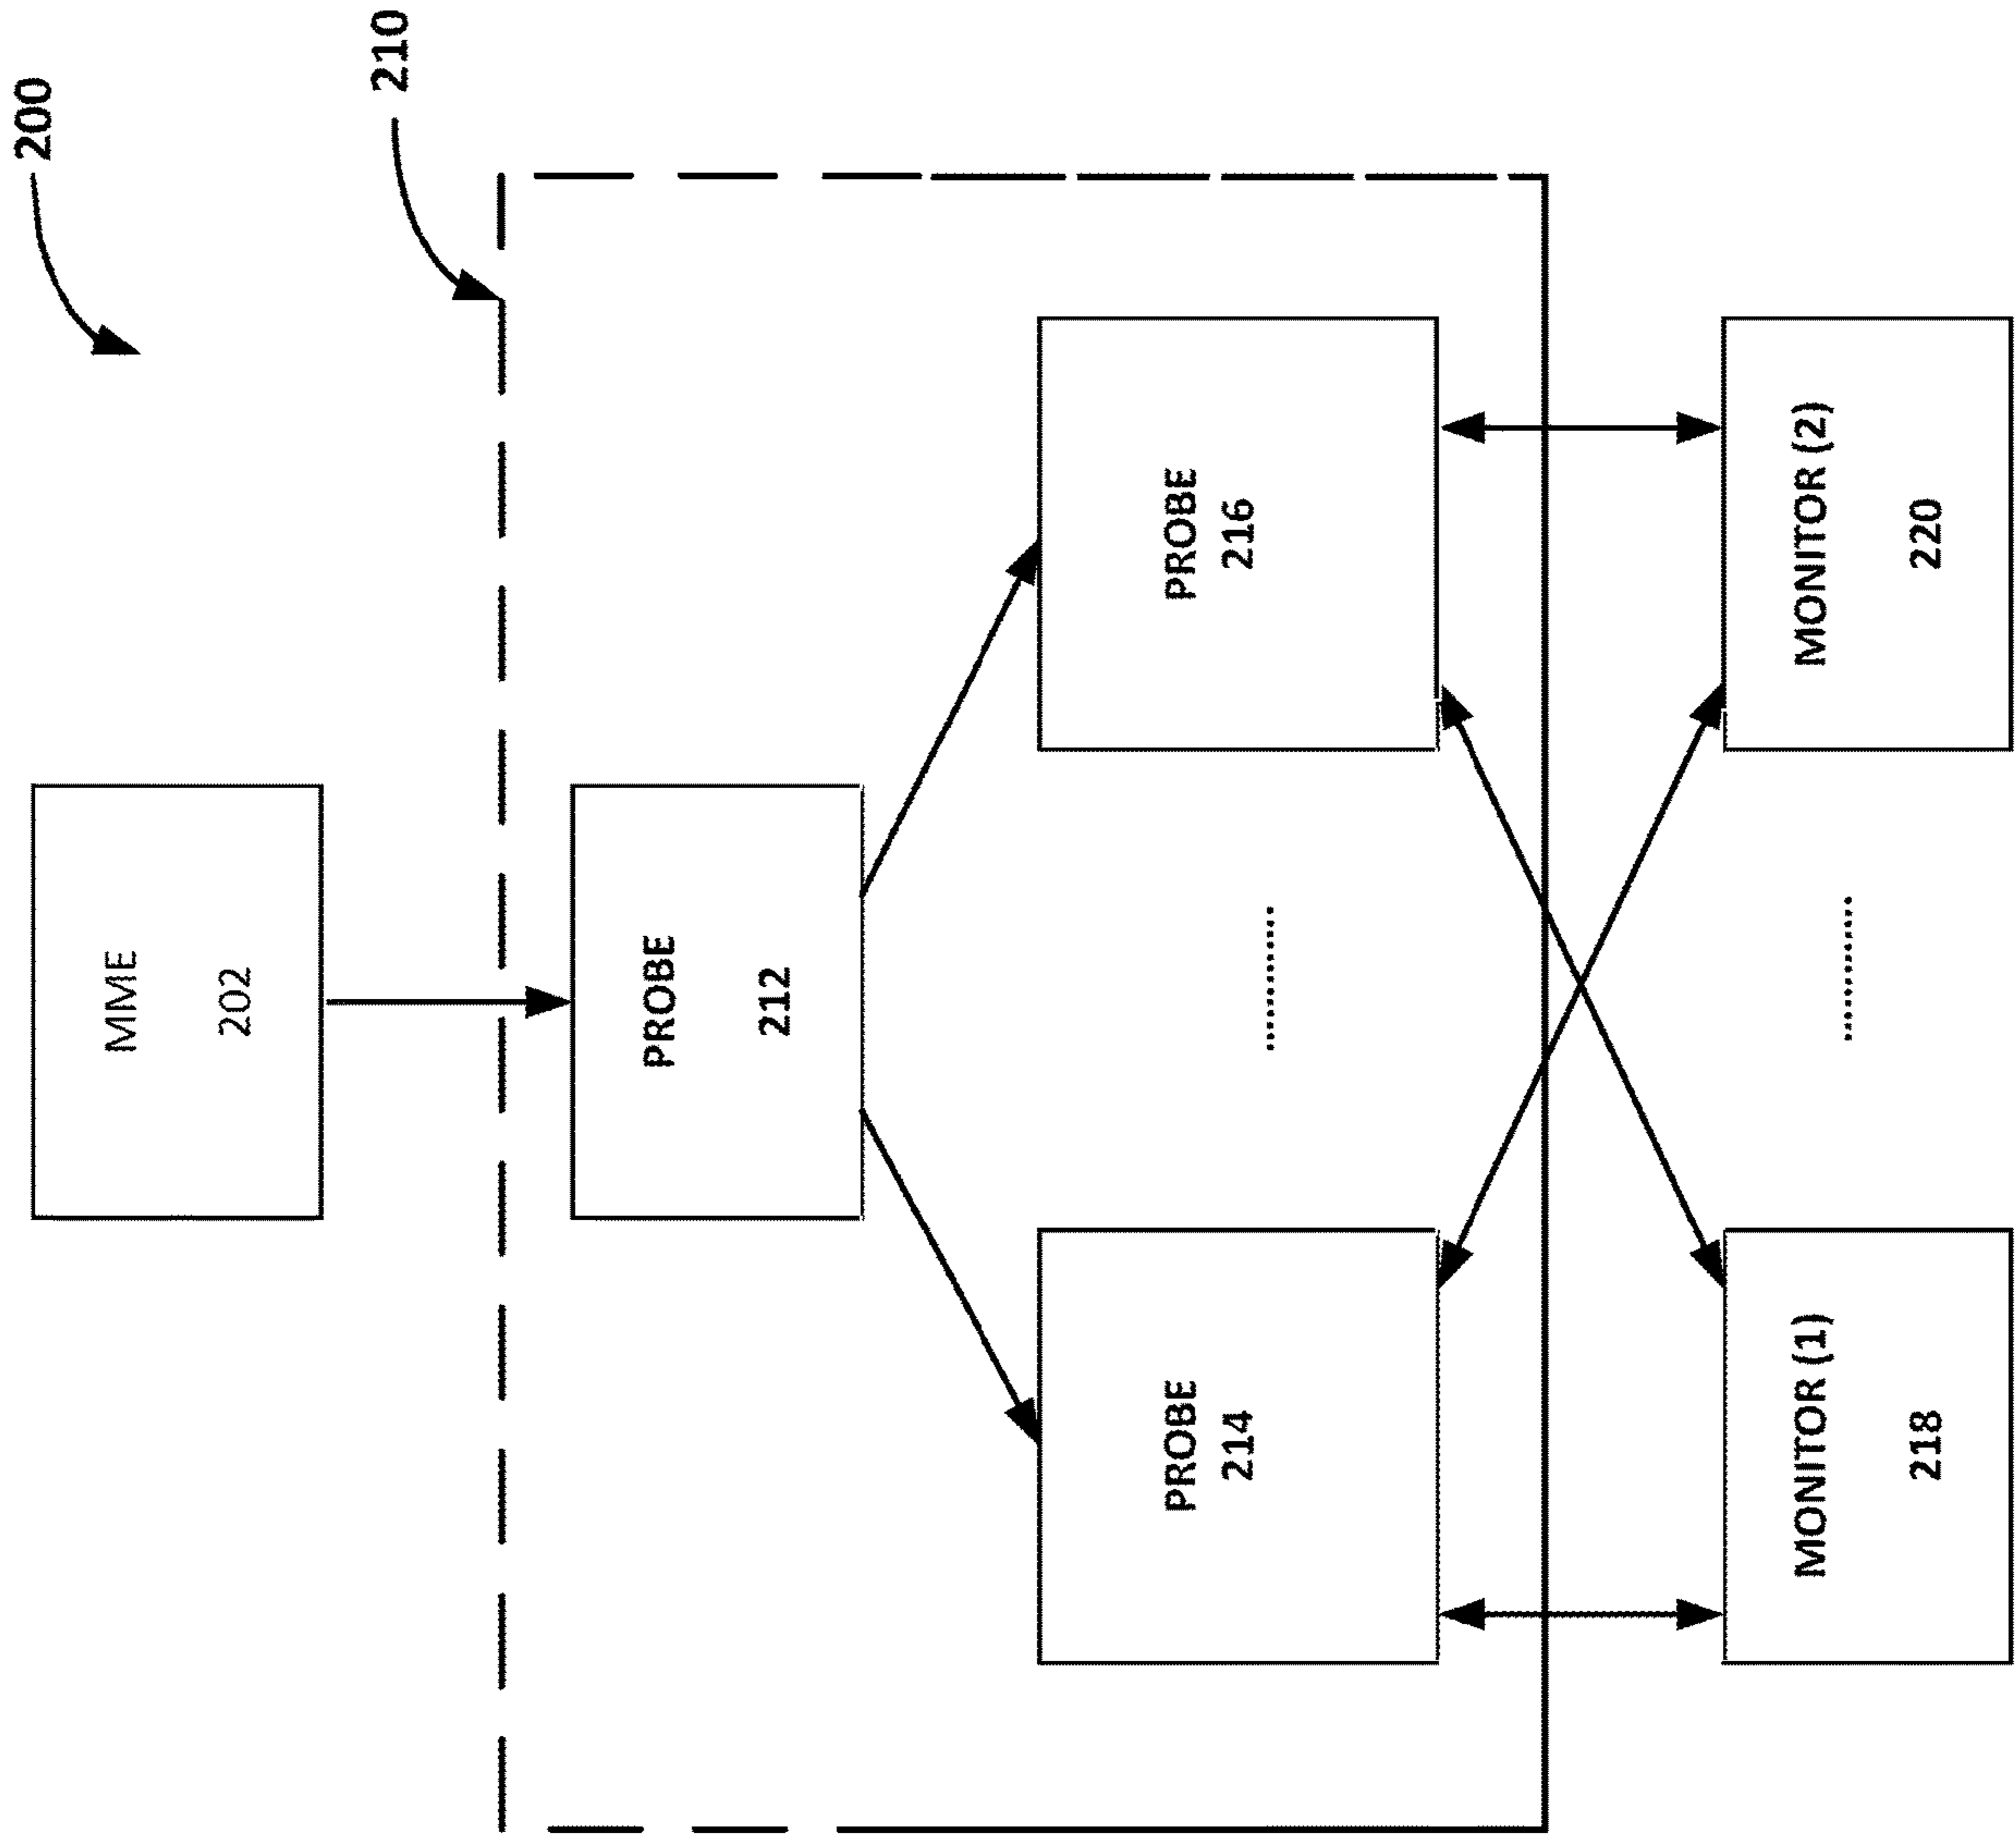 200
210
MME
202
PROBE
212
PROBE
214
PROBE
216
MONITOR (1)
218
MONITOR (2)
220